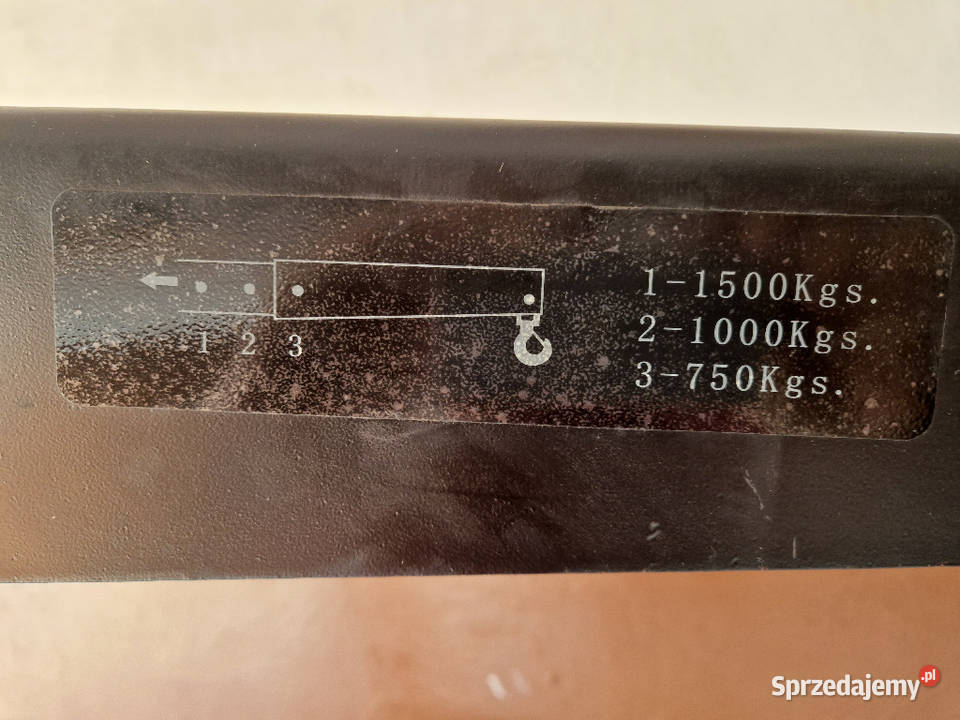 1 2 3
1-1500Kgs.
2-1000Kgs.
3-750Kgs.
Sprzedajemy.pl